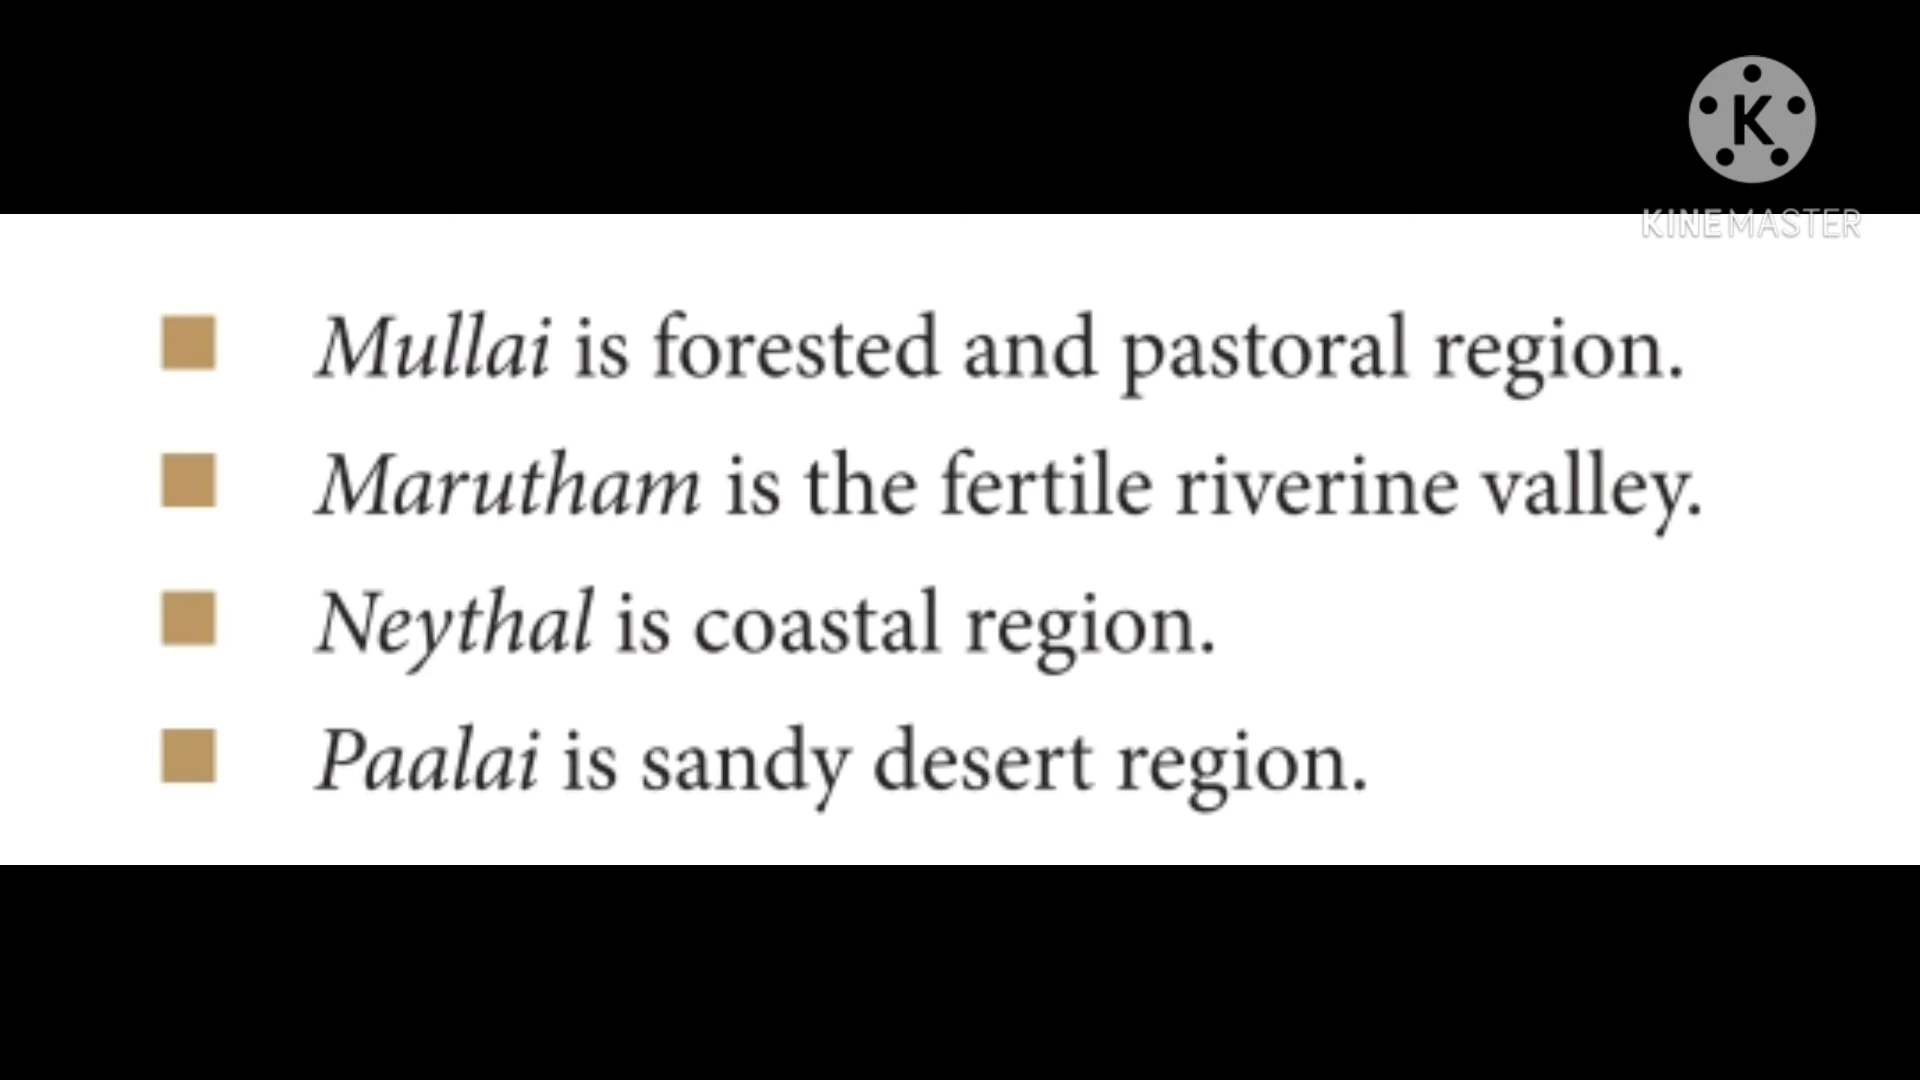 K
KINEMASTER
Mullai is forested and pastoral region.
Marutham is the fertile riverine valley.
Neythal is coastal region.
Paalai is sandy desert region.